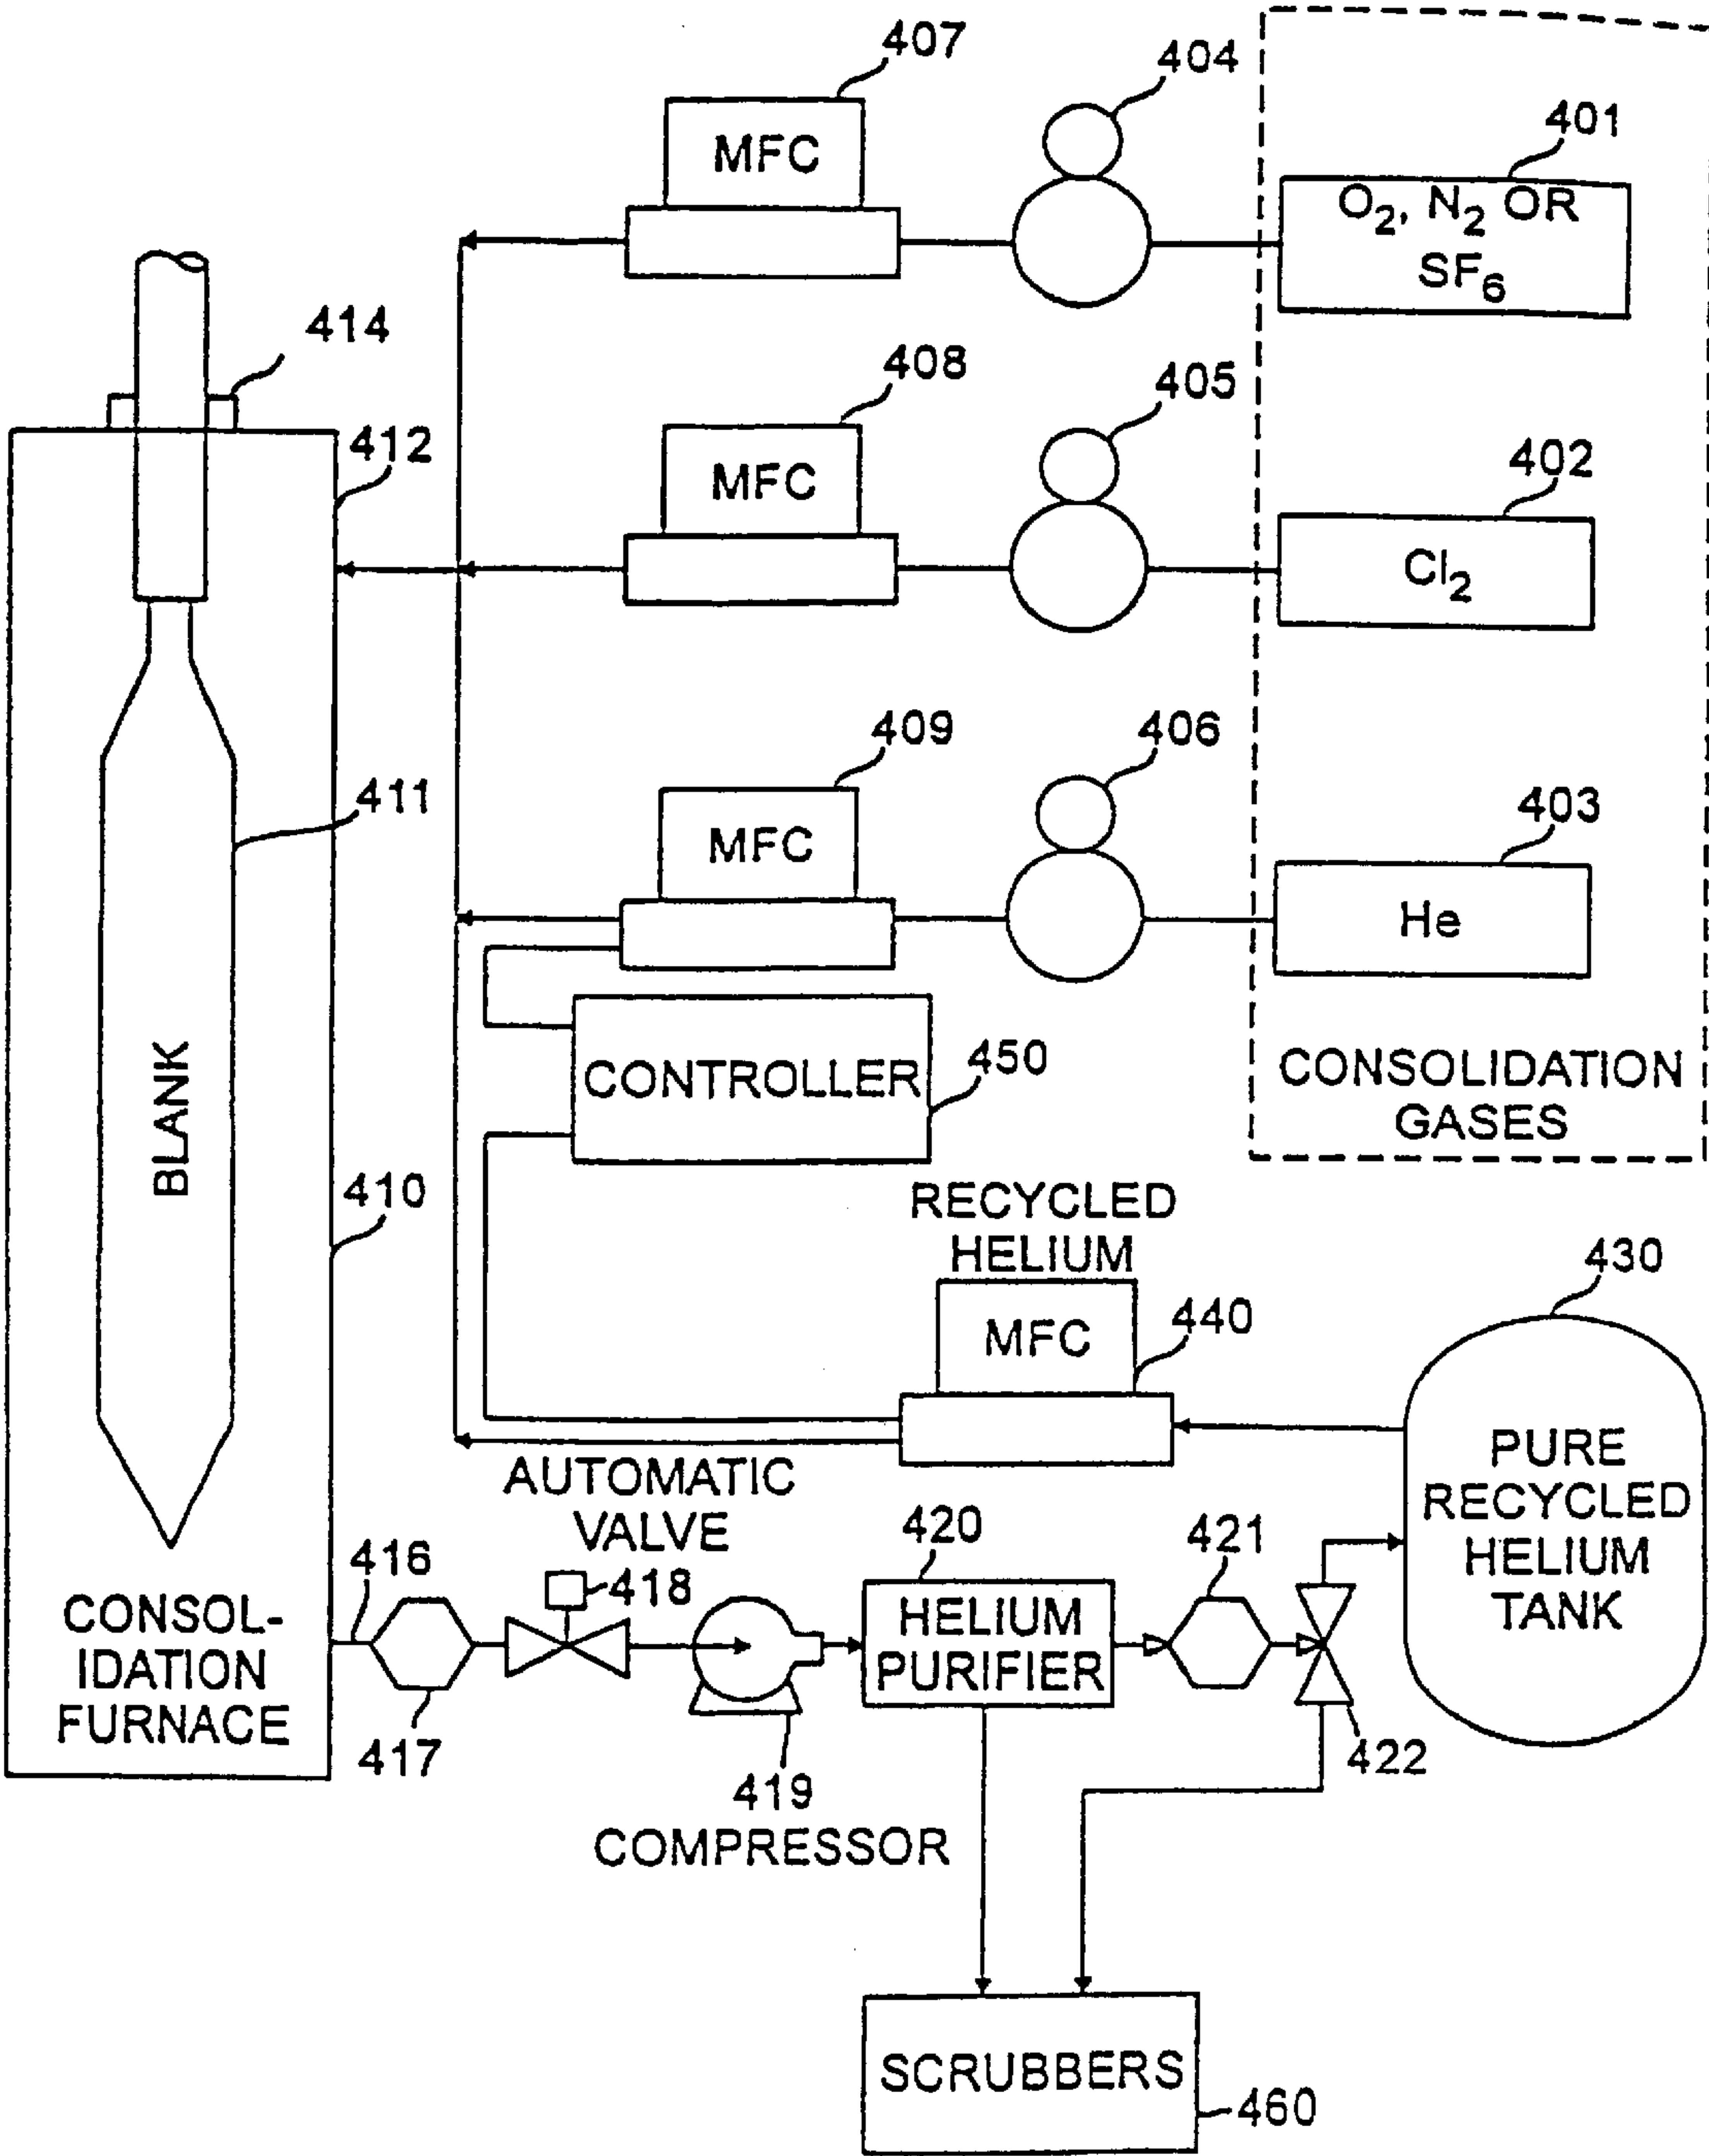 407
404
401
MFC
O2, N2 OR
SF6
414
408
405
412
402
MFC
Cl2
409
406
403
411
MFC
He
CONTROLLER
450
CONSOLIDATION
GASES
BLANK
410
RECYCLED
HELIUM
430
MFC
440
PURE
RECYCLED
HELIUM
TANK
AUTOMATIC
VALVE
420
421
416
418
CONSOL-
IDATION
FURNACE
HELIUM
PURIFIER
417
422
419
COMPRESSOR
SCRUBBERS
460